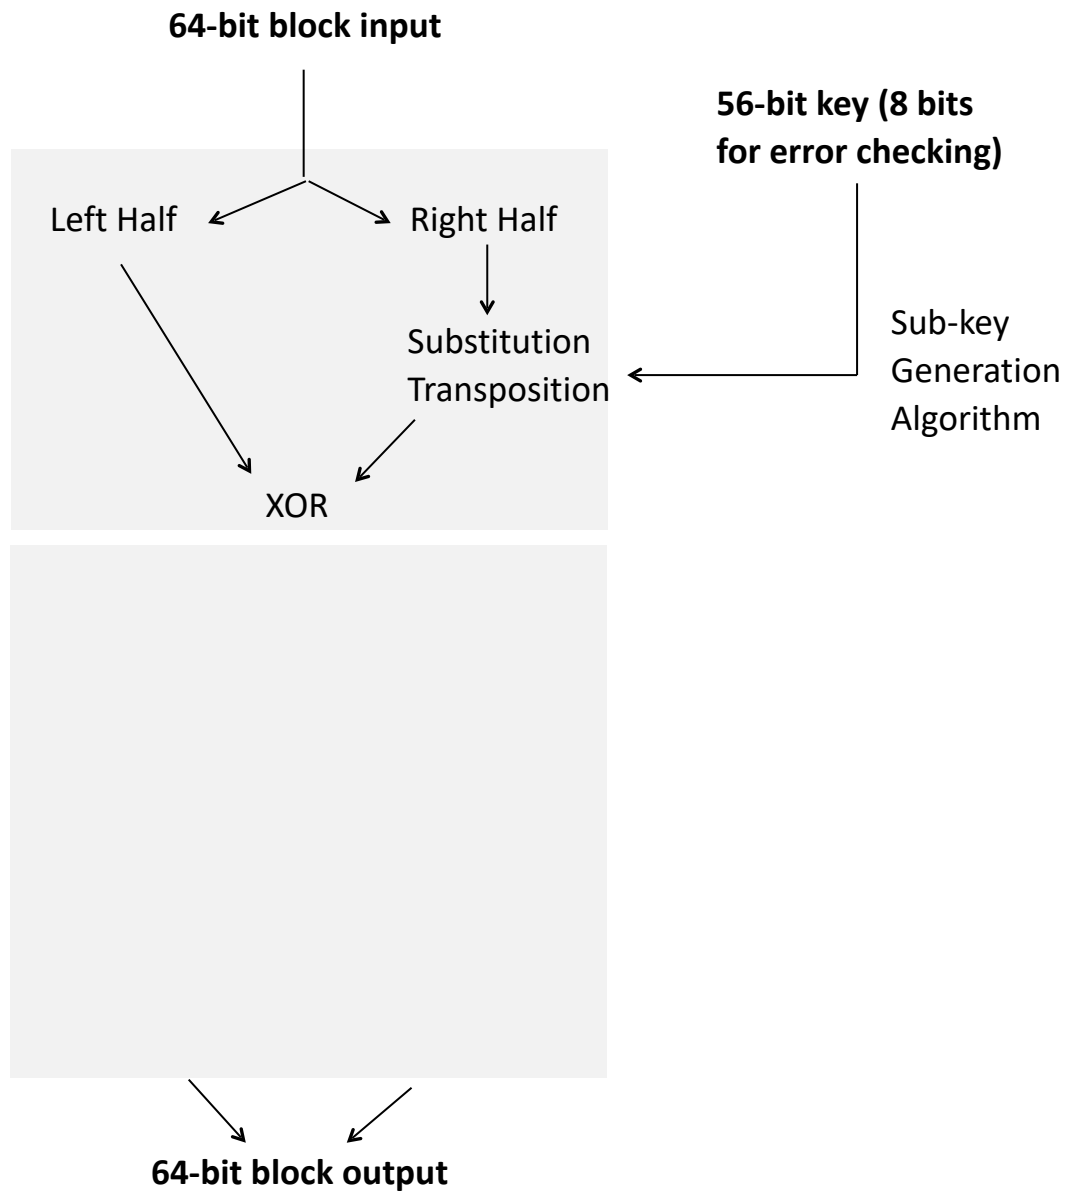 64-bit block input
56-bit key (8 bits
for error checking)
Left Half
Right Half
Substitution
Transposition
Sub-key
Generation
Algorithm
XOR
64-bit block output